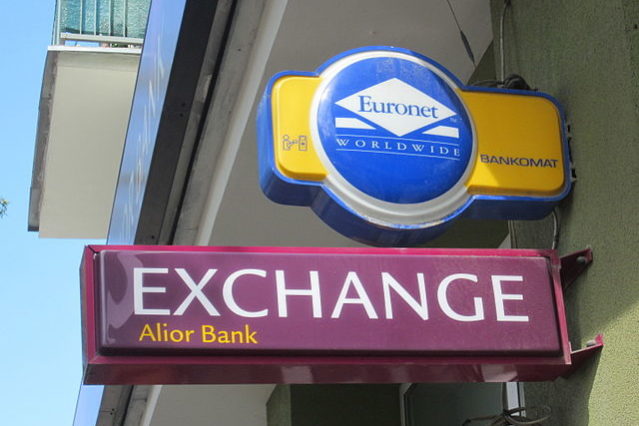 Euronet
WORLDWIDE
BANKOMAT
EXCHANGE
Alior Bank